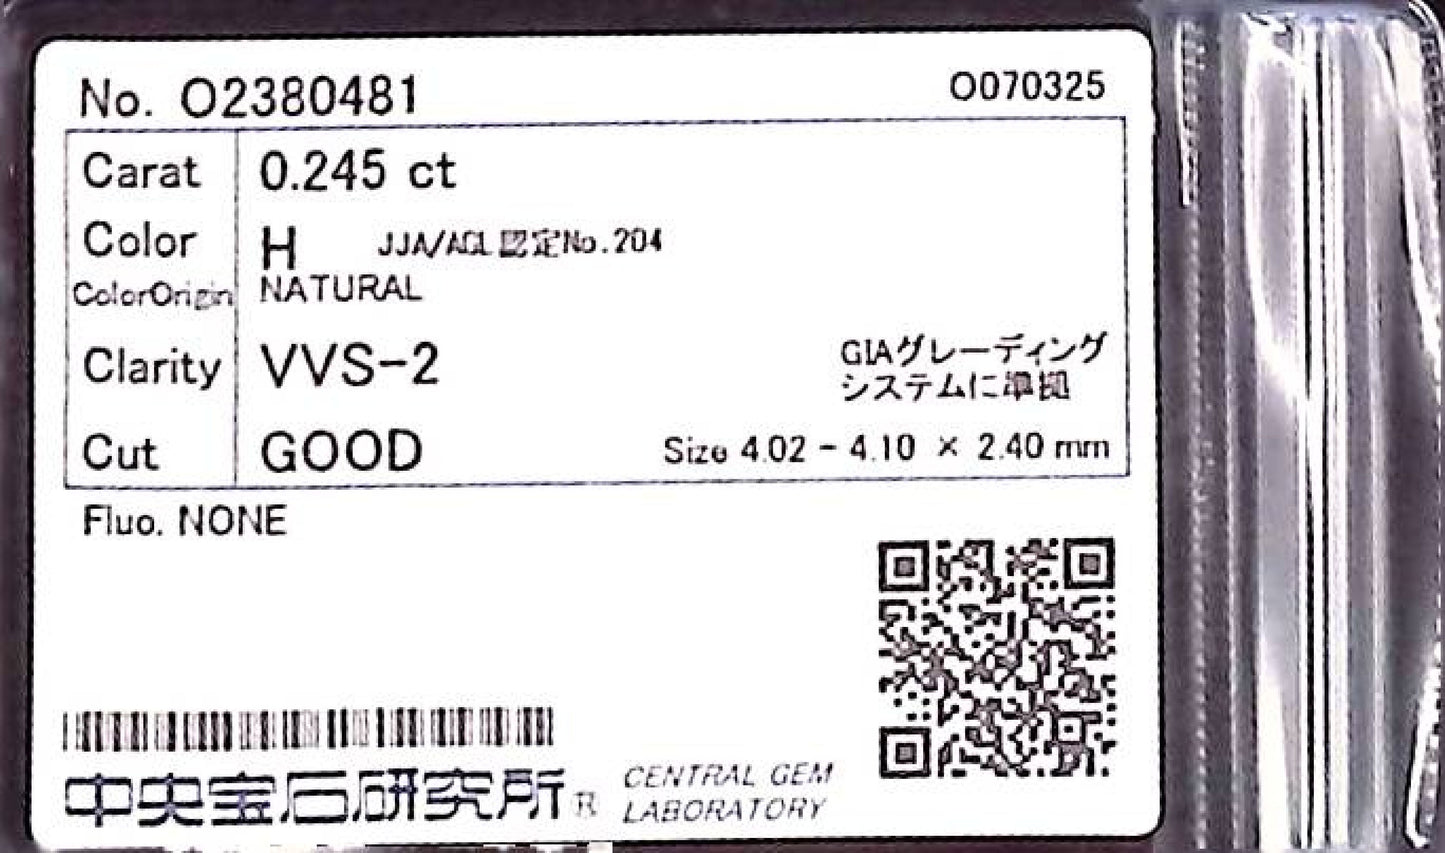 No. O2380481
O070325
Carat 0.245 ct
Color H JJA/AGL認定No.204
ColorOrigin NATURAL
Clarity VVS-2
GIAグレーディング
システムに準拠
Cut GOOD Size 4.02 - 4.10 × 2.40 mm
Fluo. NONE
中央宝石研究所® CENTRAL GEM
LABORATORY